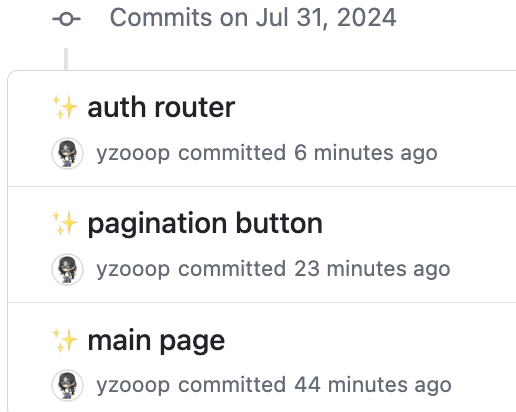 Commits on Jul 31, 2024
✨ auth router
yzooop committed 6 minutes ago
✨ pagination button
yzooop committed 23 minutes ago
✨ main page
yzooop committed 44 minutes ago